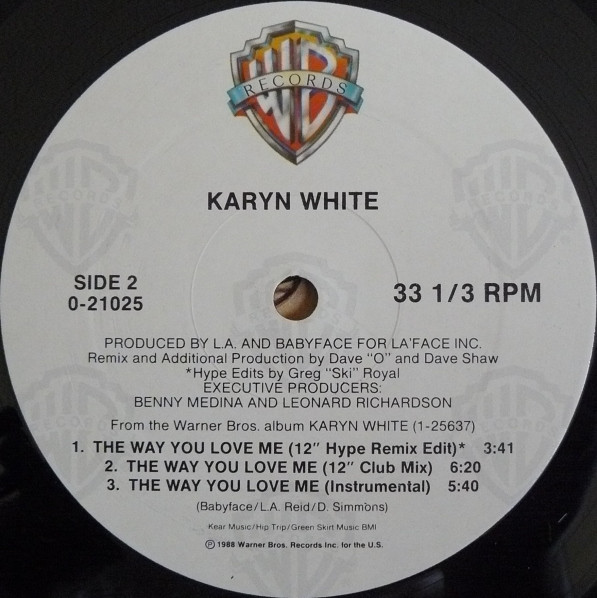 WB
RECORDS
KARYN WHITE
SIDE 2
0-21025
33 1/3 RPM
PRODUCED BY L.A. AND BABYFACE FOR LA'FACE INC.
Remix and Additional Production by Dave "O" and Dave Shaw
*Hype Edits by Greg "Ski" Royal
EXECUTIVE PRODUCERS:
BENNY MEDINA AND LEONARD RICHARDSON
From the Warner Bros. album KARYN WHITE (1-25637)
1. THE WAY YOU LOVE ME (12" Hype Remix Edit)* 3:41
2. THE WAY YOU LOVE ME (12" Club Mix) 6:20
3. THE WAY YOU LOVE ME (Instrumental) 5:40
(Babyface/L.A. Reid/D. Simmons)
Kear Music/Hip Trip/Green Skirt Music BMI
℗ 1988 Warner Bros. Records Inc. for the U.S.